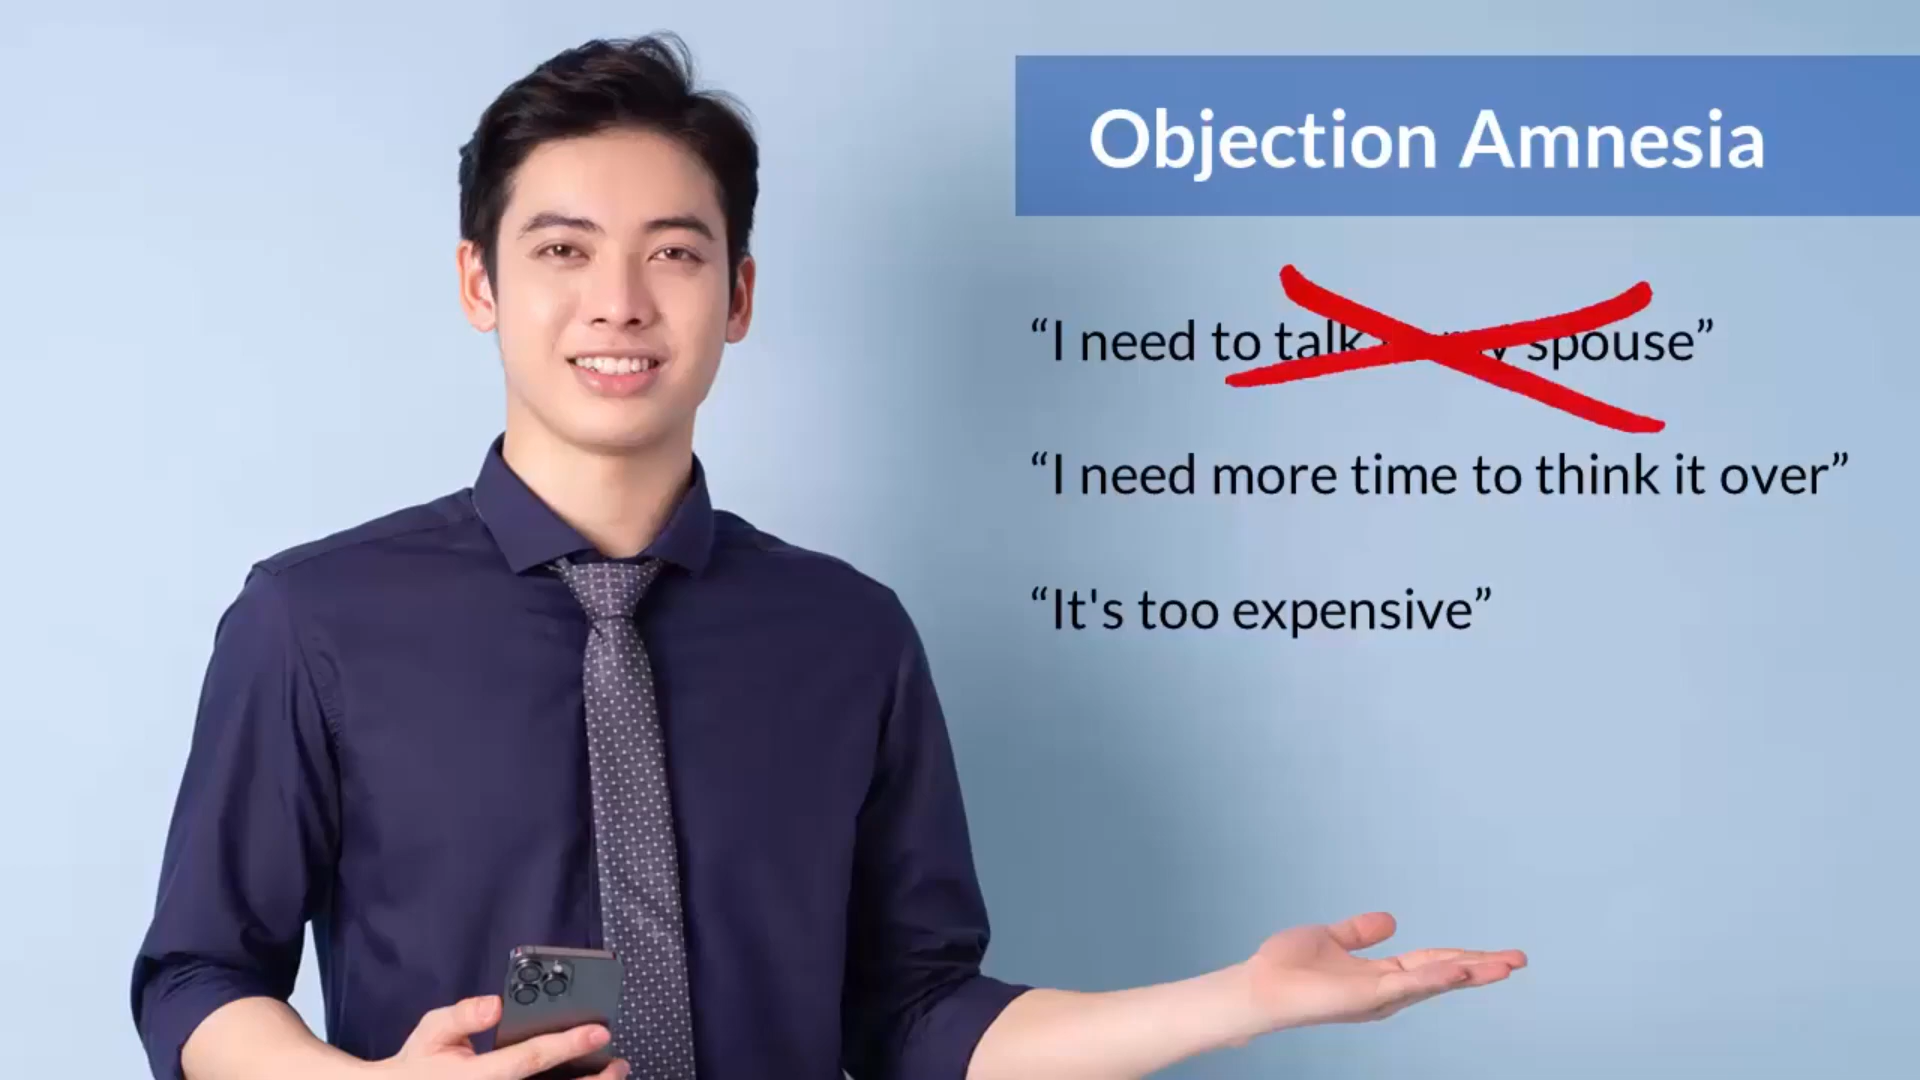 Objection Amnesia
“I need to talk spouse”
“I need more time to think it over”
“It's too expensive”